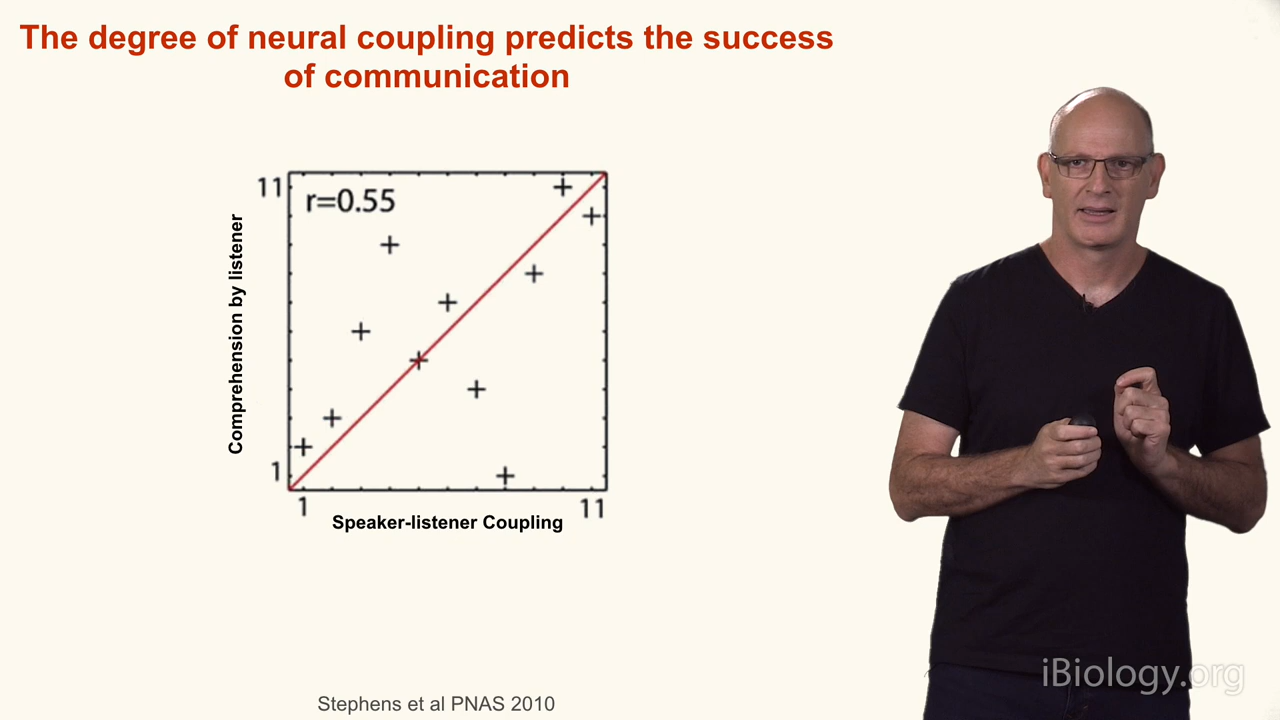 The degree of neural coupling predicts the success
of communication
11
r=0.55
Comprehension by listener
1
1
11
Speaker-listener Coupling
Stephens et al PNAS 2010
iBiology.org